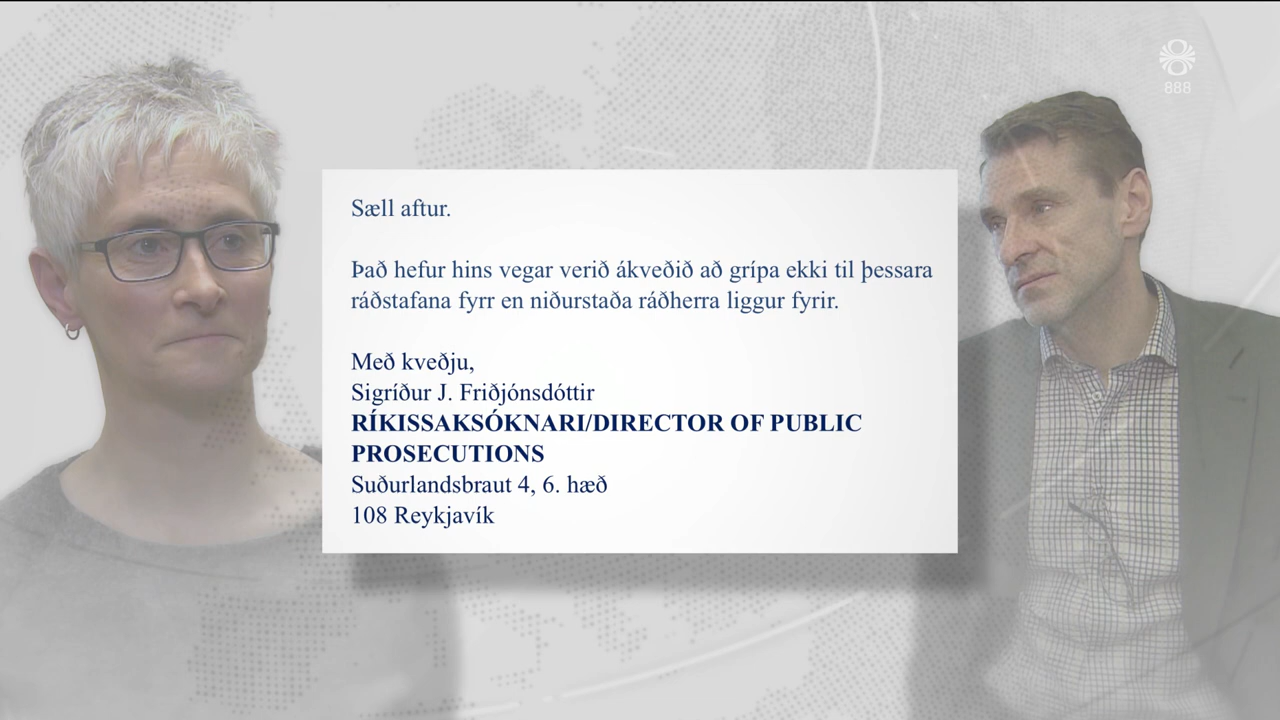 888
Sæll aftur.
Það hefur hins vegar verið ákveðið að grípa ekki til þessara
ráðstafana fyrr en niðurstaða ráðherra liggur fyrir.
Með kveðju,
Sigríður J. Friðjónsdóttir
RÍKISSAKSÓKNARI/DIRECTOR OF PUBLIC
PROSECUTIONS
Suðurlandsbraut 4, 6. hæð
108 Reykjavík